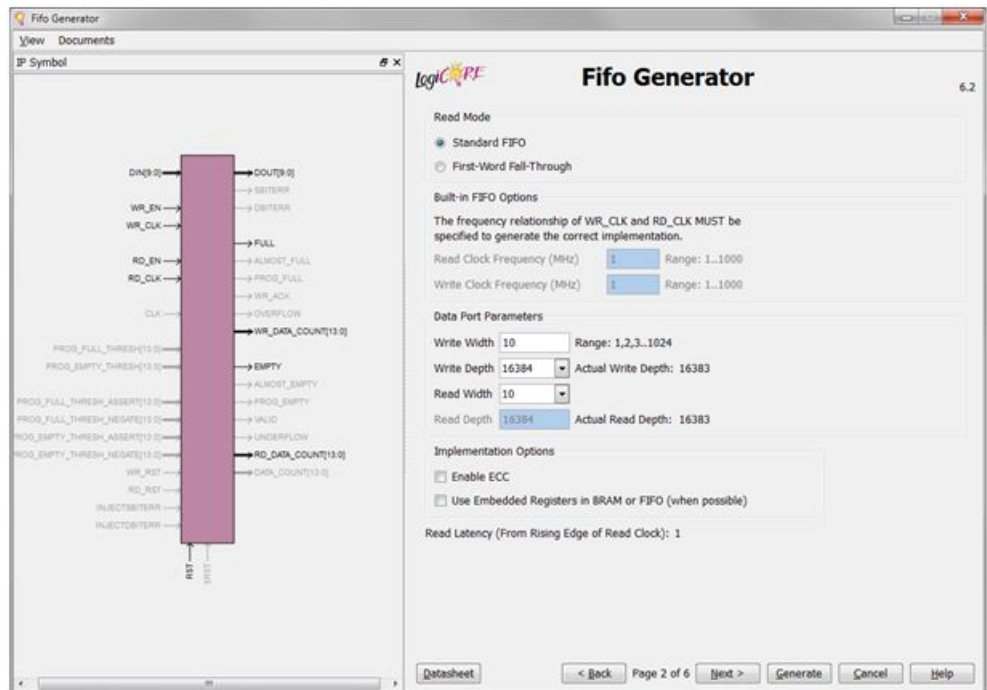 Fifo Generator
View Documents
IP Symbol
DIN[9:0]
WR_EN
WR_CLK
RD_EN
RD_CLK
CLK
PROG_FULL_THRESH[13:0]
PROG_EMPTY_THRESH[13:0]
PROG_FULL_THRESH_ASSERT[13:0]
PROG_FULL_THRESH_NEGATE[13:0]
ROG_EMPTY_THRESH_ASSERT[13:0]
ROG_EMPTY_THRESH_NEGATE[13:0]
WR_RST
RD_RST
INJECTSBITERR
INJECTDBITERR
DOUT[9:0]
SBITERR
DBITERR
FULL
ALMOST_FULL
PROG_FULL
WR_ACK
OVERFLOW
WR_DATA_COUNT[13:0]
EMPTY
ALMOST_EMPTY
PROG_EMPTY
VALID
UNDERFLOW
RD_DATA_COUNT[13:0]
DATA_COUNT[13:0]
RST
SRST
LogiCORE
Fifo Generator
6.2
Read Mode
Standard FIFO
First-Word Fall-Through
Built-in FIFO Options
The frequency relationship of WR_CLK and RD_CLK MUST be
specified to generate the correct implementation.
Read Clock Frequency (MHz) 1 Range: 1..1000
Write Clock Frequency (MHz) 1 Range: 1..1000
Data Port Parameters
Write Width 10 Range: 1,2,3..1024
Write Depth 16384 Actual Write Depth: 16383
Read Width 10
Read Depth 16384 Actual Read Depth: 16383
Implementation Options
Enable ECC
Use Embedded Registers in BRAM or FIFO (when possible)
Read Latency (From Rising Edge of Read Clock): 1
Datasheet < Back Page 2 of 6 Next > Generate Cancel Help